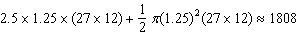 2.5 × 1.25 × (27 × 12) + 1/2 π(1.25)²(27 × 12) ≈ 1808